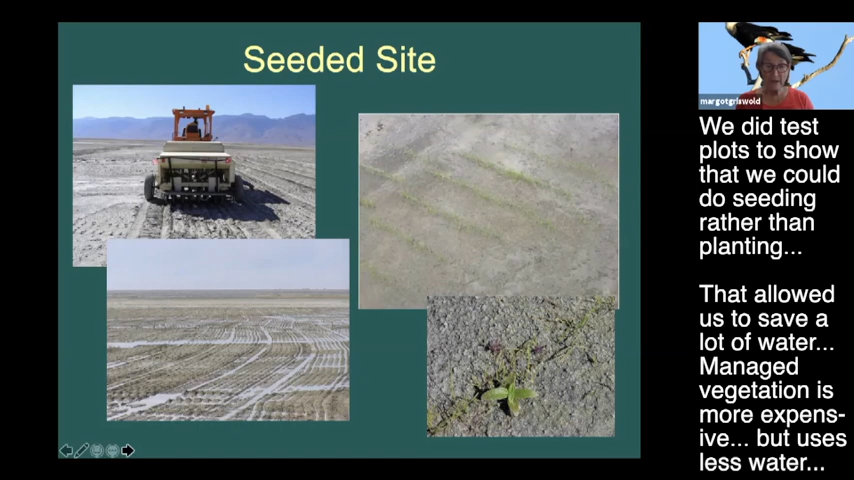 Seeded Site
margotgriswold
We did test
plots to show
that we could
do seeding
rather than
planting...
That allowed
us to save a
lot of water...
Managed
vegetation is
more expens-
ive... but uses
less water...